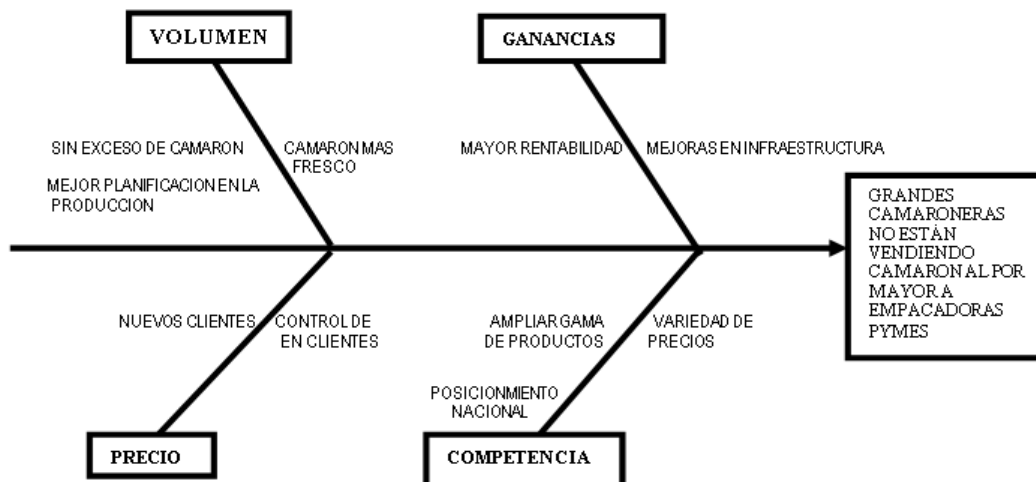 VOLUMEN
GANANCIAS
SIN EXCESO DE CAMARON
MEJOR PLANIFICACION EN LA
PRODUCCION
CAMARON MAS
FRESCO
MAYOR RENTABILIDAD
MEJORAS EN INFRAESTRUCTURA
GRANDES
CAMARONERAS
NO ESTÁN
VENDIENDO
CAMARON AL POR
MAYOR A
EMPACADORAS
PYMES
NUEVOS CLIENTES
CONTROL DE
EN CLIENTES
AMPLIAR GAMA
DE PRODUCTOS
VARIEDAD DE
PRECIOS
POSICIONMIENTO
NACIONAL
PRECIO
COMPETENCIA